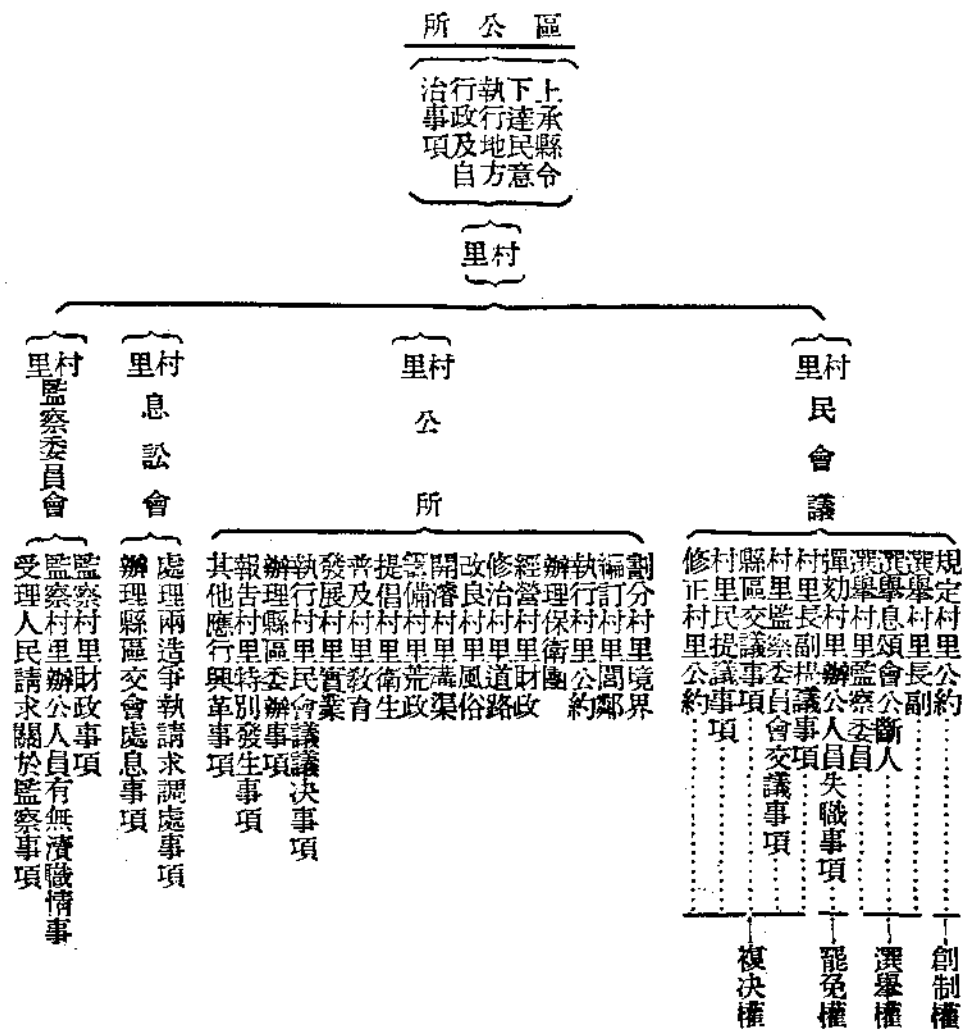 區公所
上承縣令
下達民意
執行地方
行政及自
治事項
村里
村里民會議
規定村里公約
選舉村里長副
選舉息頌會公斷人
選舉村里監察委員
彈劾村里辦公人員失職事項
村里長副提議事項
村里監察委員會交議事項
縣區交議事項
村里民提議事項
修正村里公約
創制權
選舉權
罷免權
複決權
村里公所
劃分村里境界
編訂村里閭鄰
執行村里公約
辦理保衛團
經營村里財政
修治村里道路
改良村里風俗
開濬村里溝渠
籌備村里荒政
提倡村里衛生
普及村里教育
發展村里實業
執行村里民會議議決事項
辦理縣區委辦事項
報告村里特別發生事項
其他應行興革事項
村里息訟會
處理兩造爭執請求調處事項
辦理縣區交會處息事項
村里監察委員會
監察村里財政事項
監察村里辦公人員有無瀆職情事
受理人民請求關於監察事項